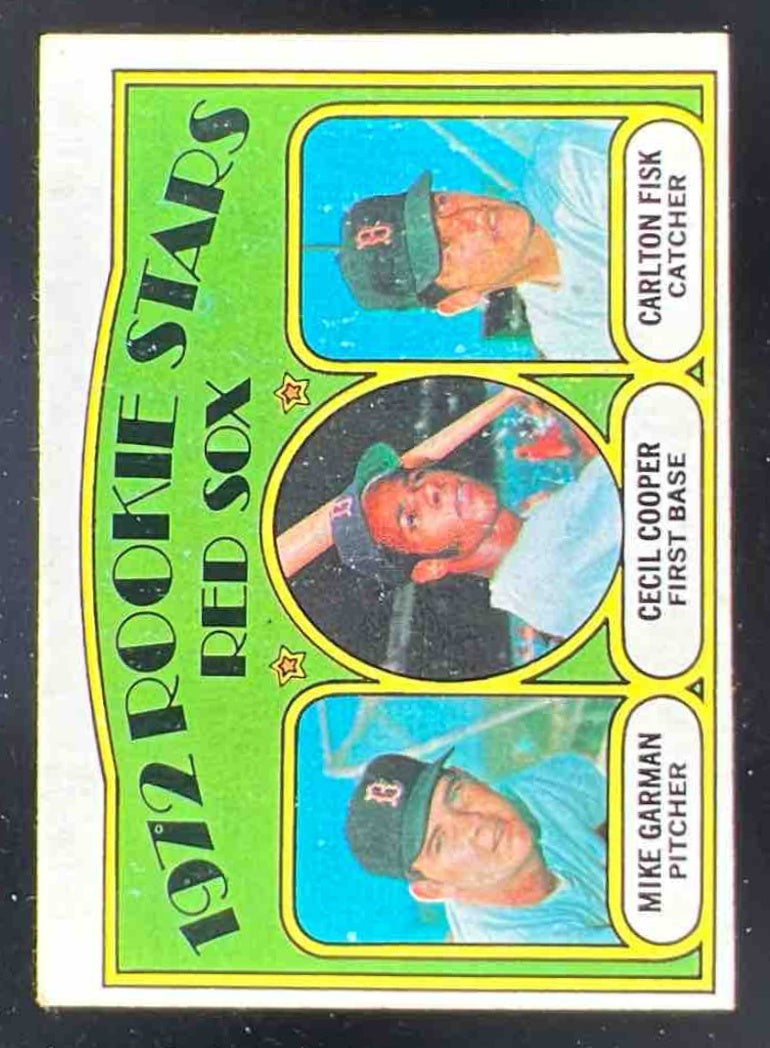 1972 ROOKIE STARS
RED SOX
MIKE GARMAN
PITCHER
CECIL COOPER
FIRST BASE
CARLTON FISK
CATCHER
B
B
B